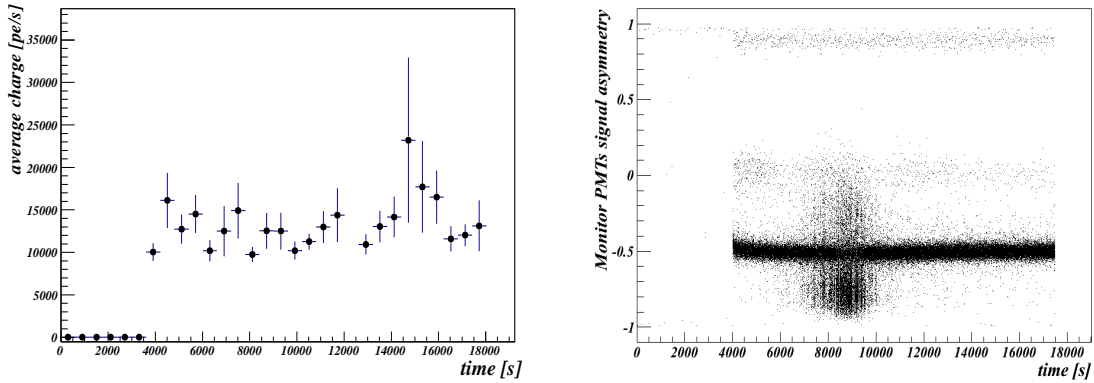 average charge [pe/s]
35000
30000
25000
20000
15000
10000
5000
0
0 2000 4000 6000 8000 10000 12000 14000 16000 18000
time [s]
Monitor PMTs signal asymmetry
1
0.5
0
-0.5
-1
0 2000 4000 6000 8000 10000 12000 14000 16000 18000
time [s]